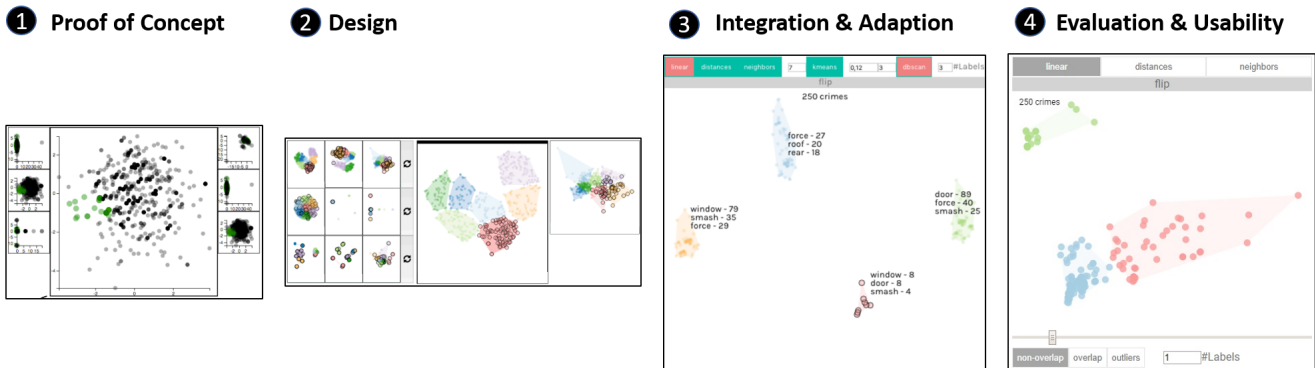 1 Proof of Concept
2 Design
3 Integration & Adaption
4 Evaluation & Usability
linear distances neighbors 7 kmeans 0,12 3 dbscan 3 #Labels
flip
250 crimes
force - 27
roof - 20
rear - 18
window - 79
smash - 35
force - 29
door - 89
force - 40
smash - 25
window - 8
door - 8
smash - 4
linear distances neighbors
flip
250 crimes
non-overlap overlap outliers 1 #Labels